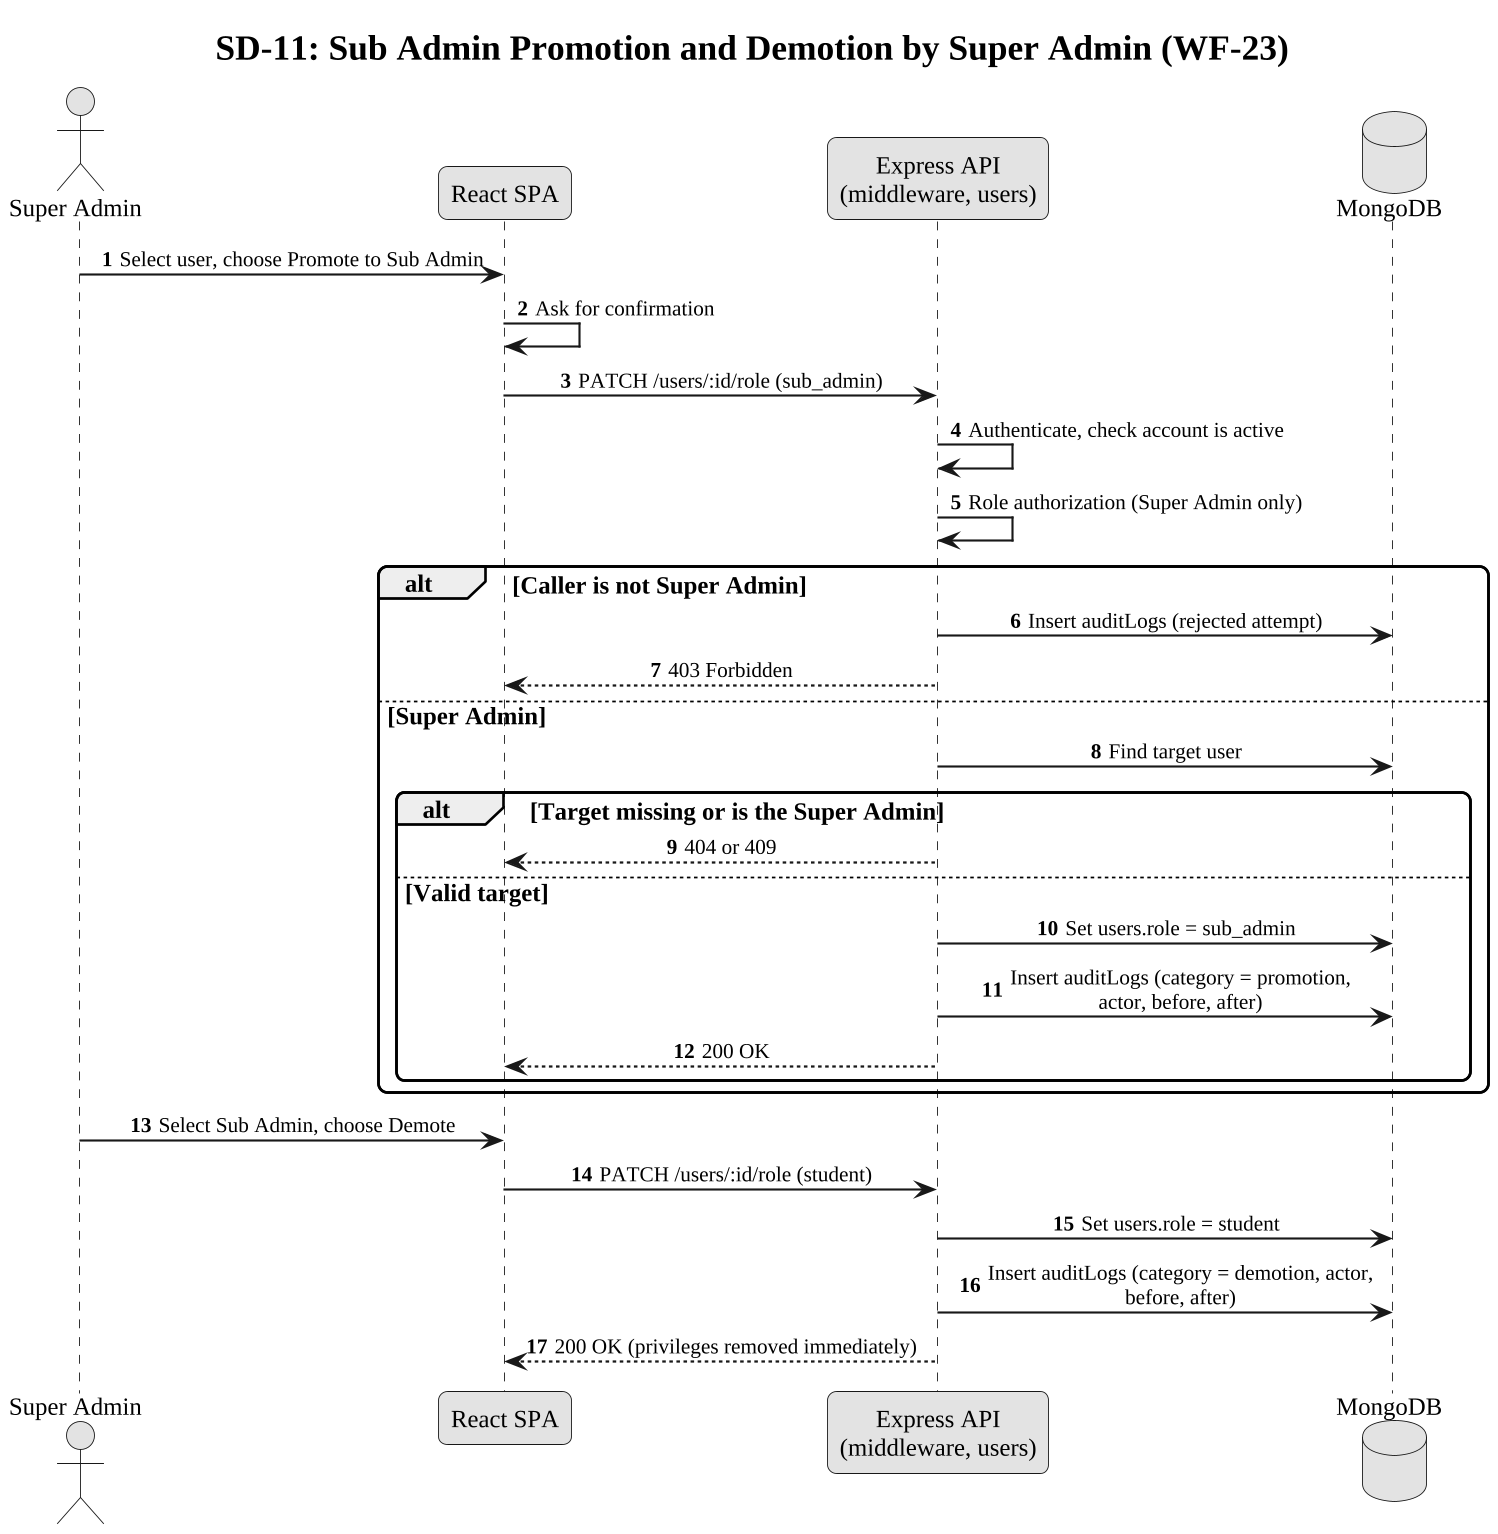 SD-11: Sub Admin Promotion and Demotion by Super Admin (WF-23)
Super Admin
React SPA
Express API
(middleware, users)
MongoDB
1 Select user, choose Promote to Sub Admin
2 Ask for confirmation
3 PATCH /users/:id/role (sub_admin)
4 Authenticate, check account is active
5 Role authorization (Super Admin only)
alt [Caller is not Super Admin]
6 Insert auditLogs (rejected attempt)
7 403 Forbidden
[Super Admin]
8 Find target user
alt [Target missing or is the Super Admin]
9 404 or 409
[Valid target]
10 Set users.role = sub_admin
11 Insert auditLogs (category = promotion,
actor, before, after)
12 200 OK
13 Select Sub Admin, choose Demote
14 PATCH /users/:id/role (student)
15 Set users.role = student
16 Insert auditLogs (category = demotion, actor,
before, after)
17 200 OK (privileges removed immediately)
Super Admin
React SPA
Express API
(middleware, users)
MongoDB